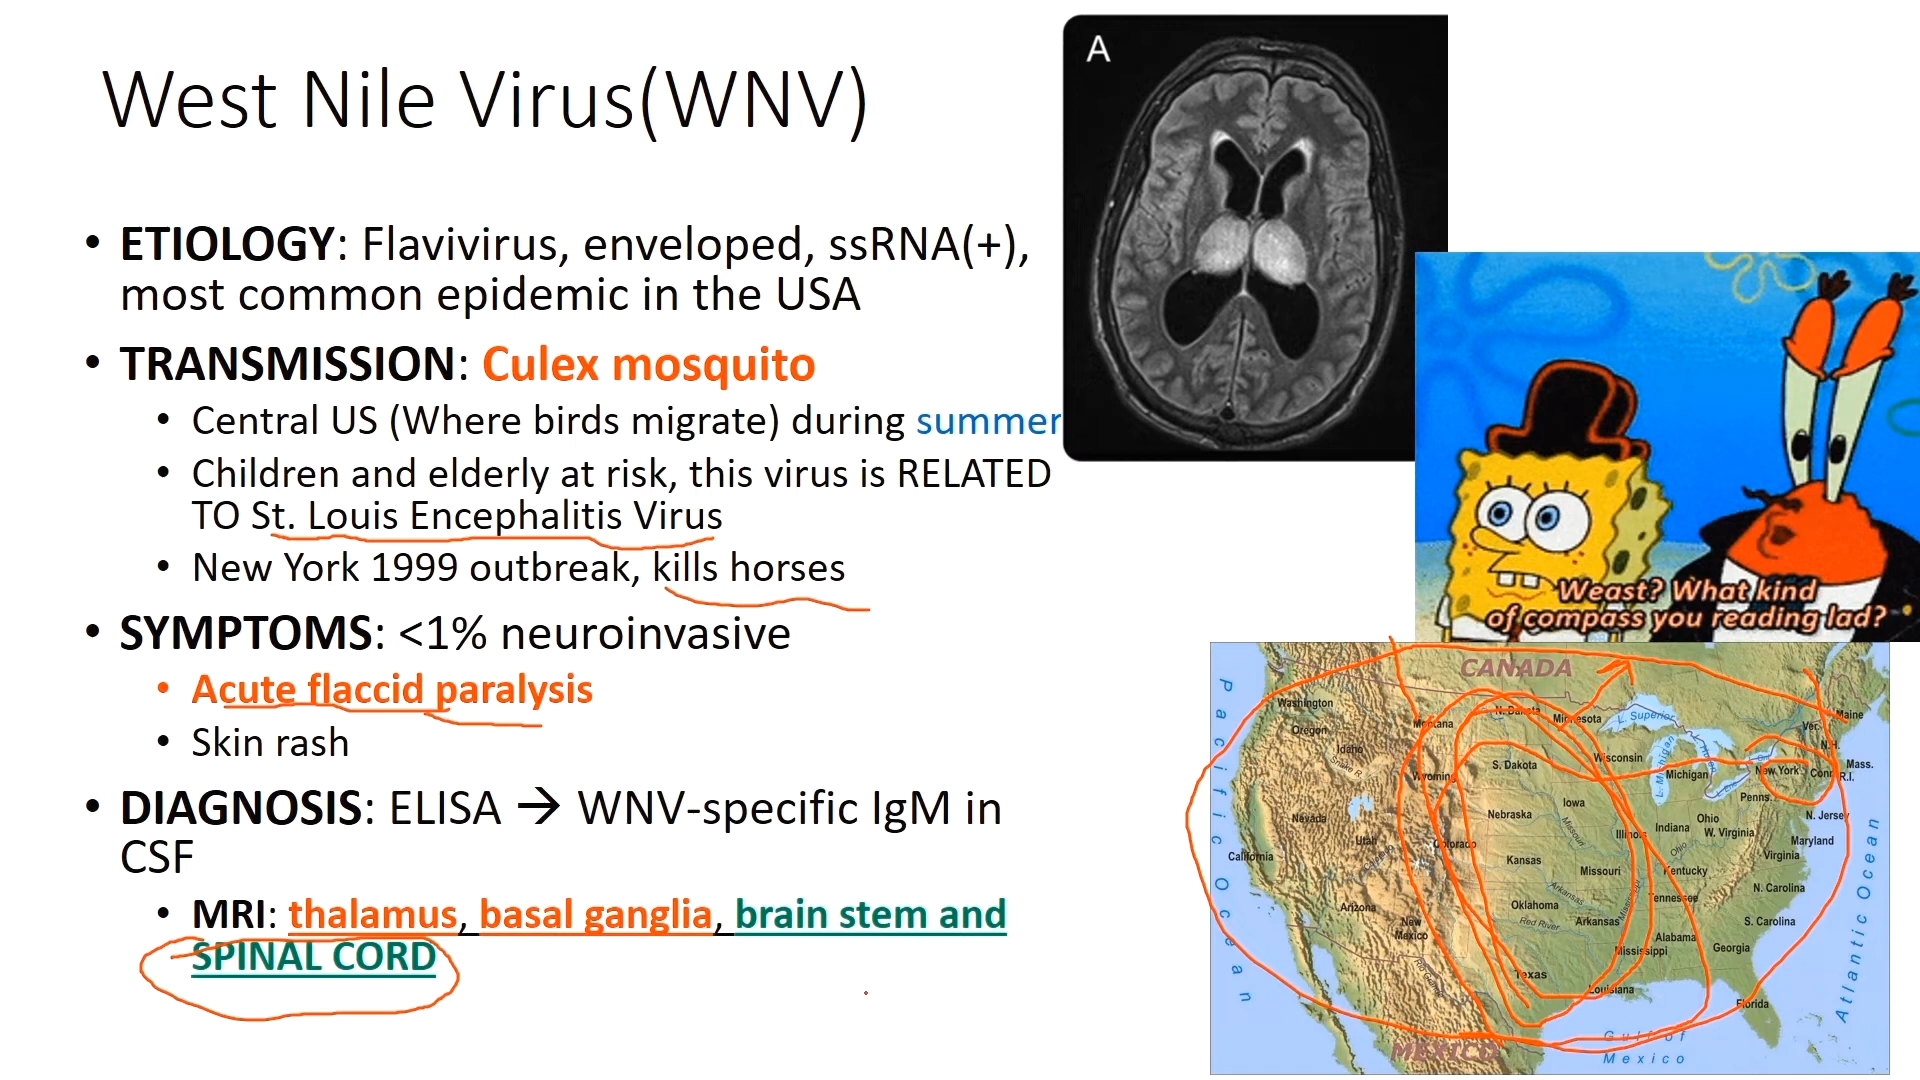 West Nile Virus(WNV)
• ETIOLOGY: Flavivirus, enveloped, ssRNA(+),
most common epidemic in the USA
• TRANSMISSION: Culex mosquito
• Central US (Where birds migrate) during summer
• Children and elderly at risk, this virus is RELATED
TO St. Louis Encephalitis Virus
• New York 1999 outbreak, kills horses
• SYMPTOMS: <1% neuroinvasive
• Acute flaccid paralysis
• Skin rash
• DIAGNOSIS: ELISA → WNV-specific IgM in
CSF
• MRI: thalamus, basal ganglia, brain stem and
SPINAL CORD
A
Weast? What kind
of compass you reading lad?
CANADA
Pacific Ocean
Washington
Oregon
Idaho
Snake R.
Montana
Wyoming
Nevada
Utah
Colorado
California
Arizona
New
Mexico
N. Dakota
S. Dakota
Nebraska
Kansas
Oklahoma
Red River
Texas
Minnesota
Iowa
Missouri
Missouri
Arkansas
Arkansas
Louisiana
Wisconsin
L. Superior
L. Michigan
Michigan
Illinois
Indiana
Ohio
Ohio
Kentucky
Tennessee
Mississippi
Alabama
Georgia
Florida
S. Carolina
N. Carolina
Virginia
W. Virginia
Maryland
Penns.
N. Jersey
New York
Conn.
R.I.
Mass.
N.H.
Ver.
Maine
Atlantic Ocean
Gulf of
Mexico
MEXICO